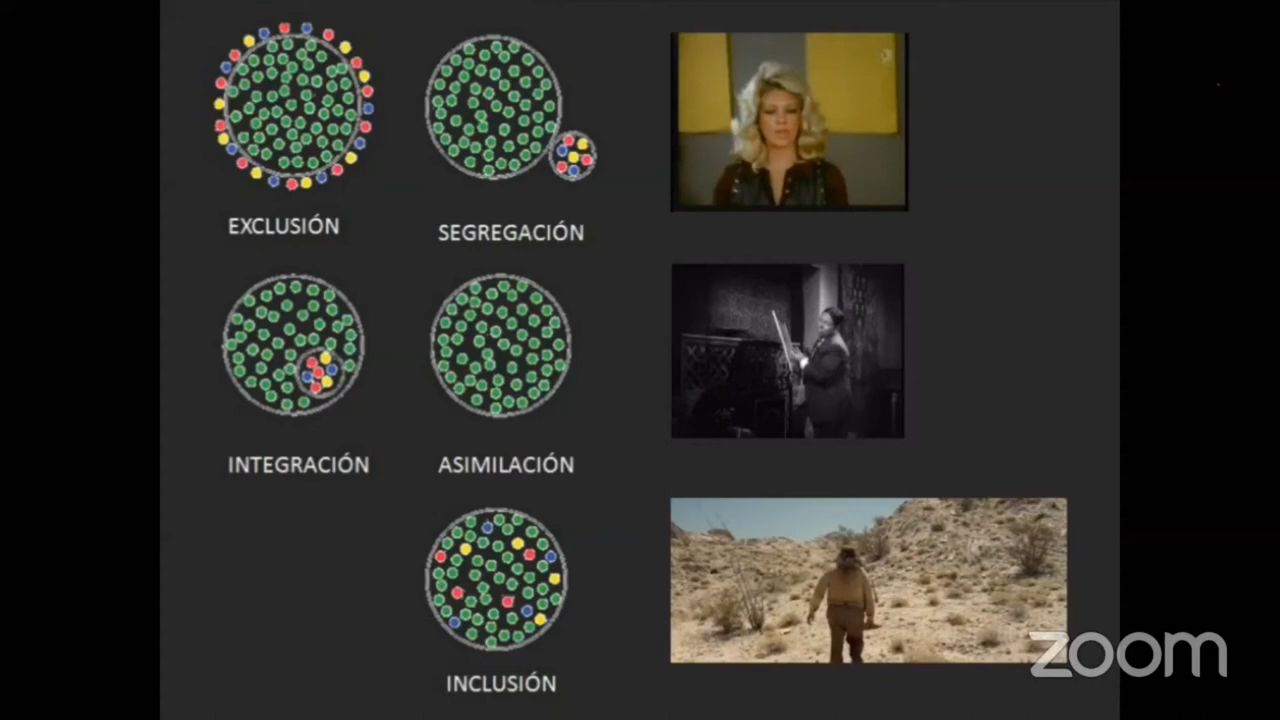 EXCLUSIÓN
SEGREGACIÓN
INTEGRACIÓN
ASIMILACIÓN
INCLUSIÓN
zoom